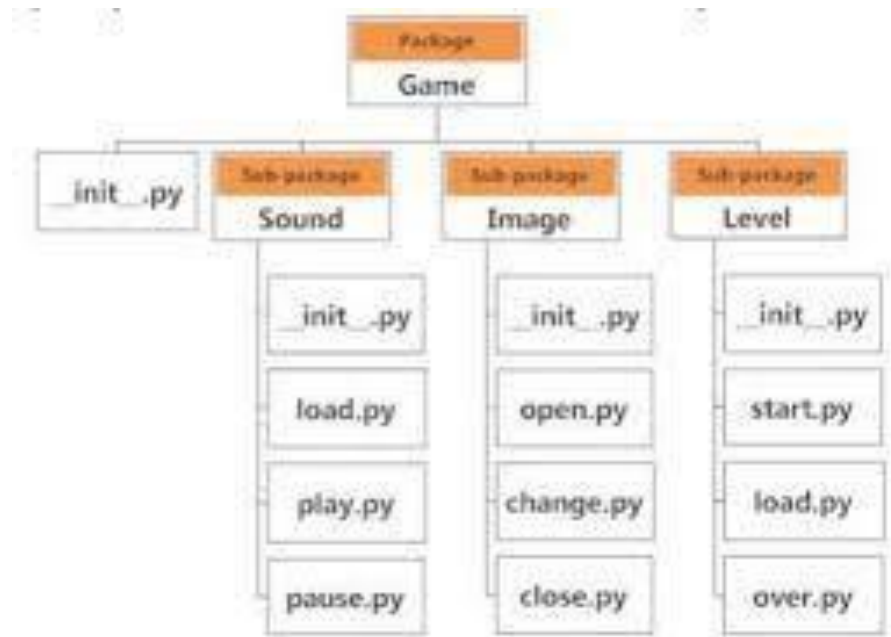 Package
Game
__init__.py
Sub-package
Sound
Sub-package
Image
Sub-package
Level
__init__.py
load.py
play.py
pause.py
__init__.py
open.py
change.py
close.py
__init__.py
start.py
load.py
over.py